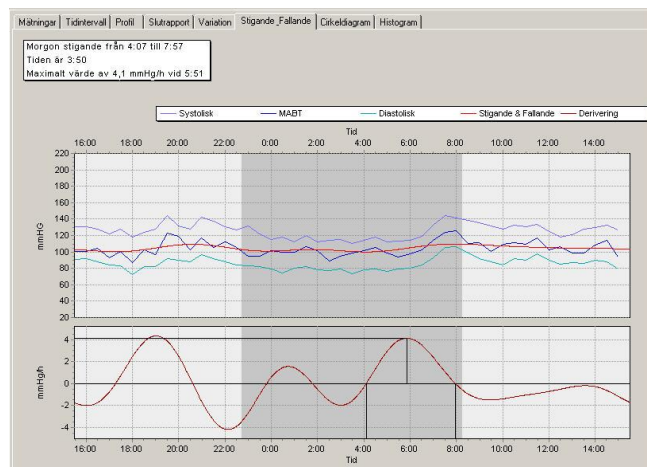 Mätningar Tidintervall Profil Slutrapport Variation Stigande_Fallande Cirkeldiagram Histogram
Morgon stigande från 4:07 till 7:57
Tiden är 3:50
Maximalt värde av 4,1 mmHg/h vid 5:51
Systolisk MABT Diastolisk Stigande & Fallande Derivering
Tid
16:00 18:00 20:00 22:00 0:00 2:00 4:00 6:00 8:00 10:00 12:00 14:00
220
200
180
160
140
120
100
80
60
40
20
mmHG
4
2
0
-2
-4
mmHg/h
16:00 18:00 20:00 22:00 0:00 2:00 4:00 6:00 8:00 10:00 12:00 14:00
Tid